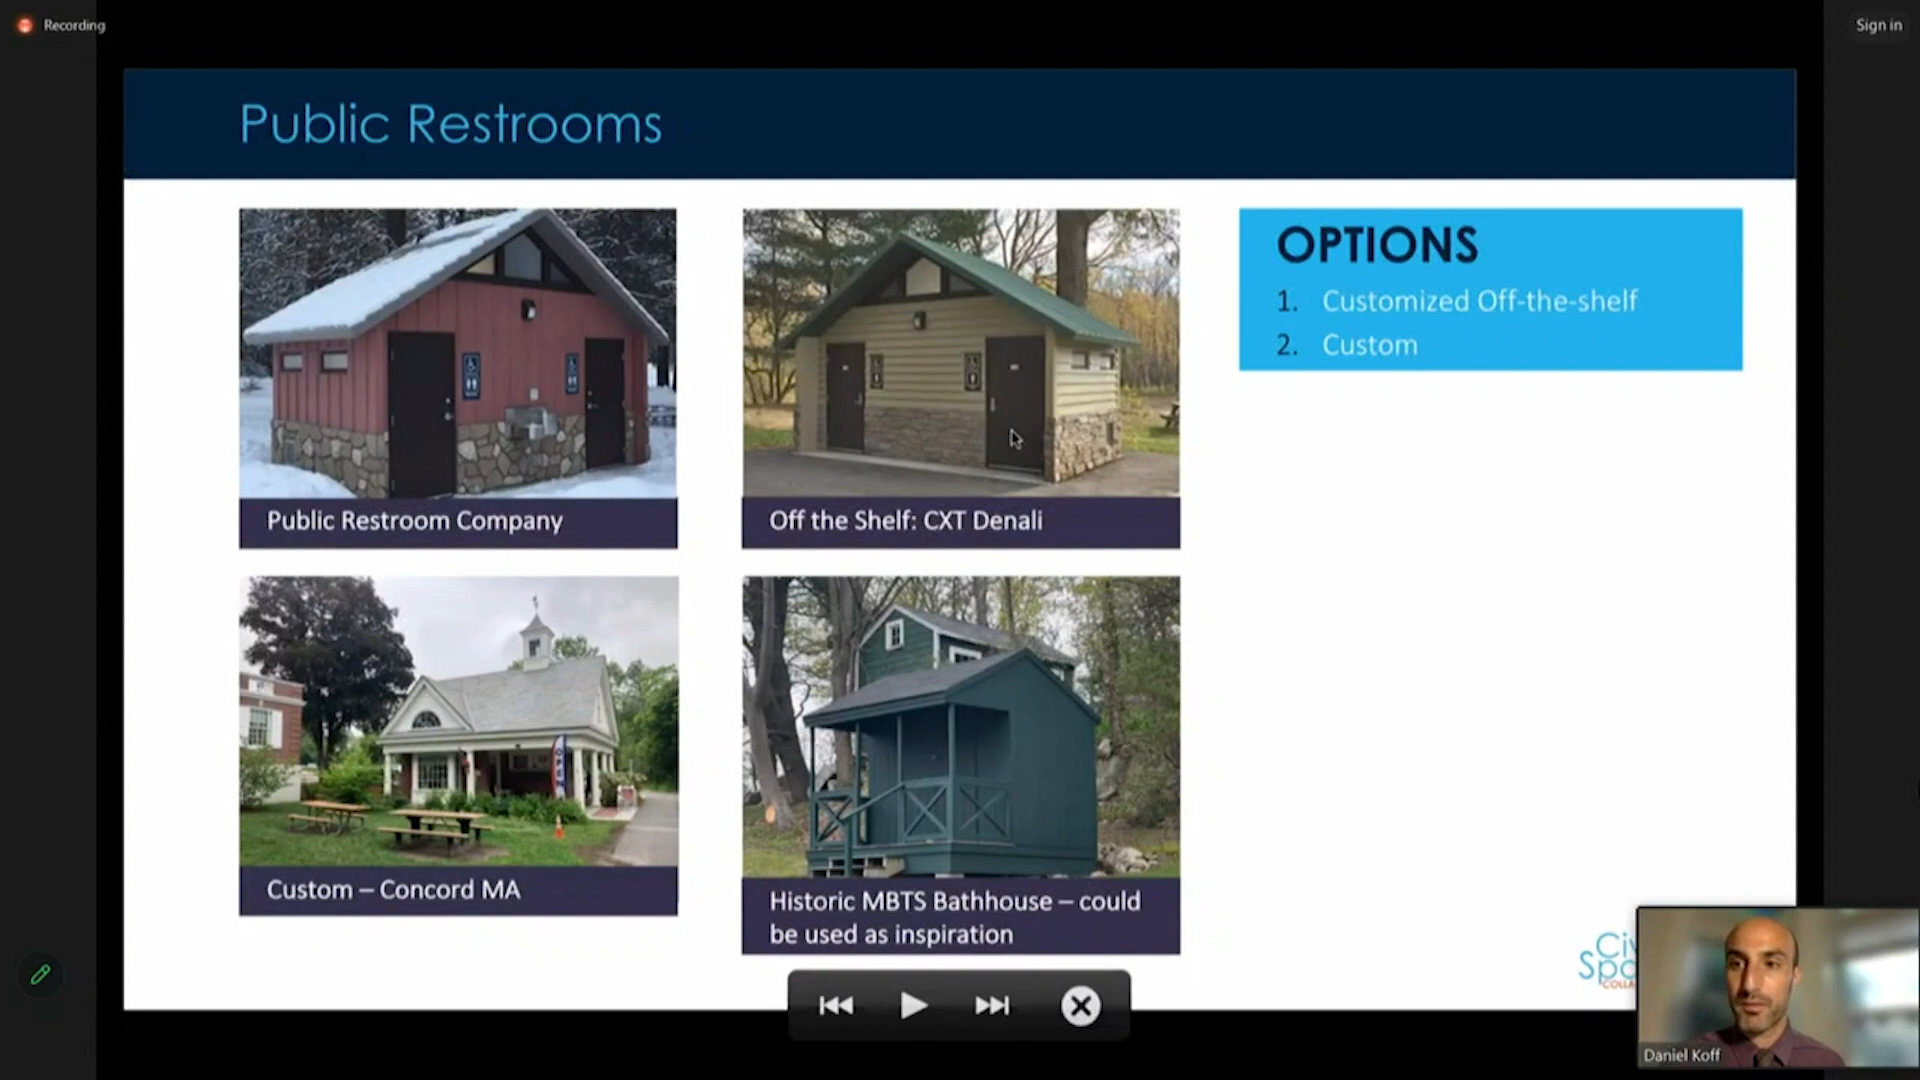 Recording
Sign in
Public Restrooms
OPTIONS
1. Customized Off-the-shelf
2. Custom
Public Restroom Company
Off the Shelf: CXT Denali
OPEN
Custom – Concord MA
Historic MBTS Bathhouse – could
be used as inspiration
Daniel Koff